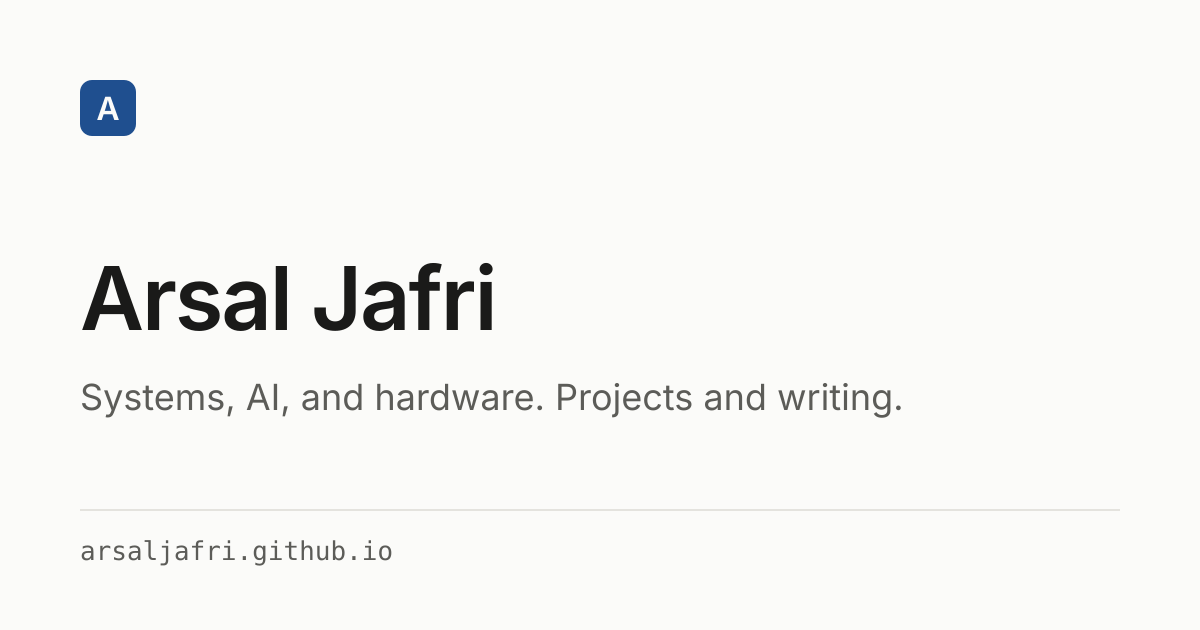 A
Arsal Jafri
Systems, AI, and hardware. Projects and writing.
arsaljafri.github.io